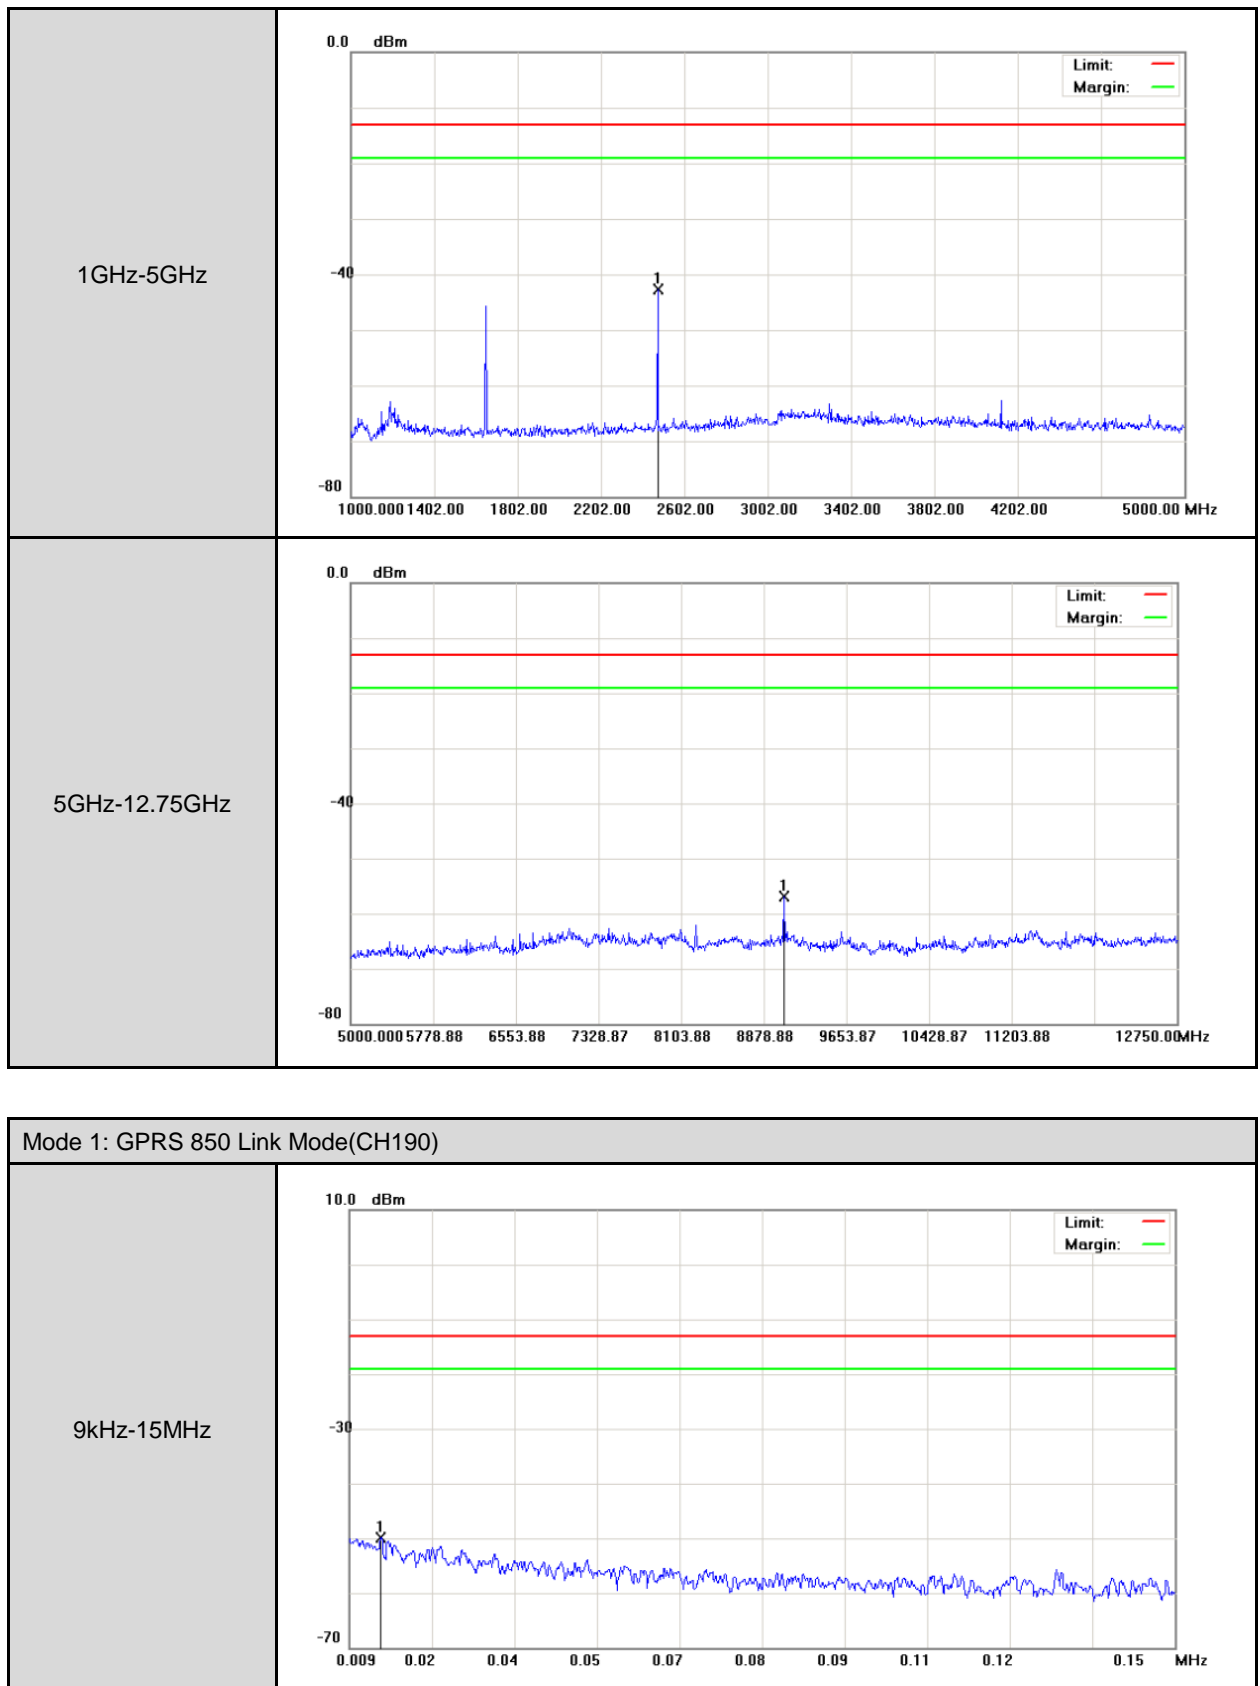 0.0 dBm
Limit:
Margin:
1GHz-5GHz
-40
1
-80
1000.000 1402.00 1802.00 2202.00 2602.00 3002.00 3402.00 3802.00 4202.00 5000.00 MHz
0.0 dBm
Limit:
Margin:
5GHz-12.75GHz
-40
1
-80
5000.000 5778.88 6553.88 7328.87 8103.88 8878.88 9653.87 10428.87 11203.88 12750.00 MHz
Mode 1: GPRS 850 Link Mode(CH190)
10.0 dBm
Limit:
Margin:
9kHz-15MHz
-30
1
-70
0.009 0.02 0.04 0.05 0.07 0.08 0.09 0.11 0.12 0.15 MHz